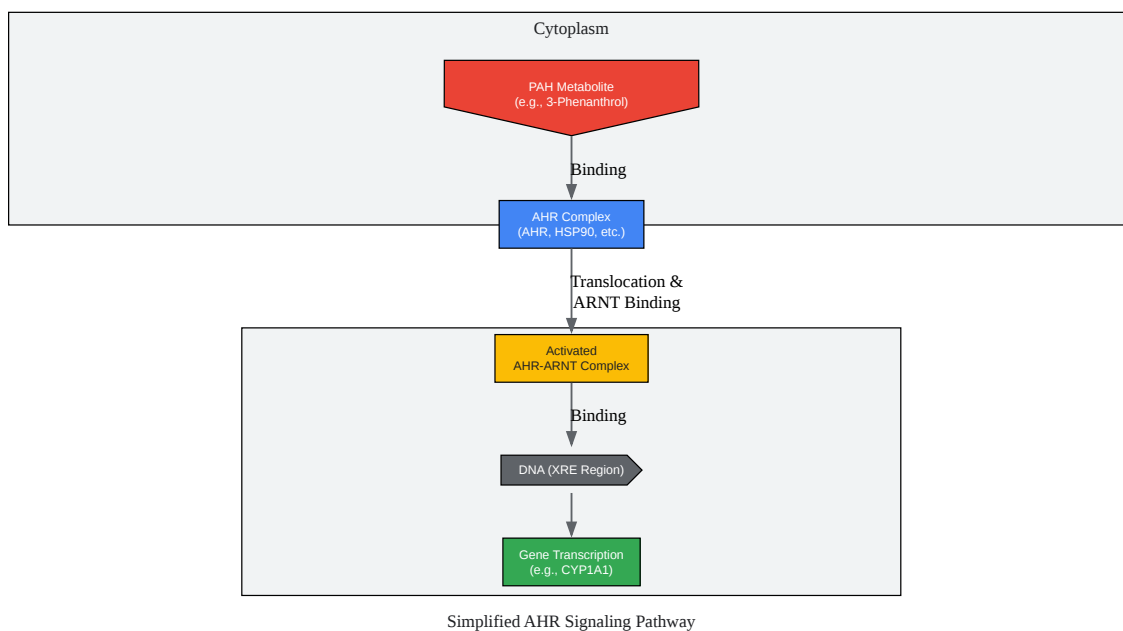 Cytoplasm
PAH Metabolite
(e.g., 3-Phenanthrol)
Binding
AHR Complex
(AHR, HSP90, etc.)
Translocation &
ARNT Binding
Activated
AHR-ARNT Complex
Binding
DNA (XRE Region)
Gene Transcription
(e.g., CYP1A1)
Simplified AHR Signaling Pathway